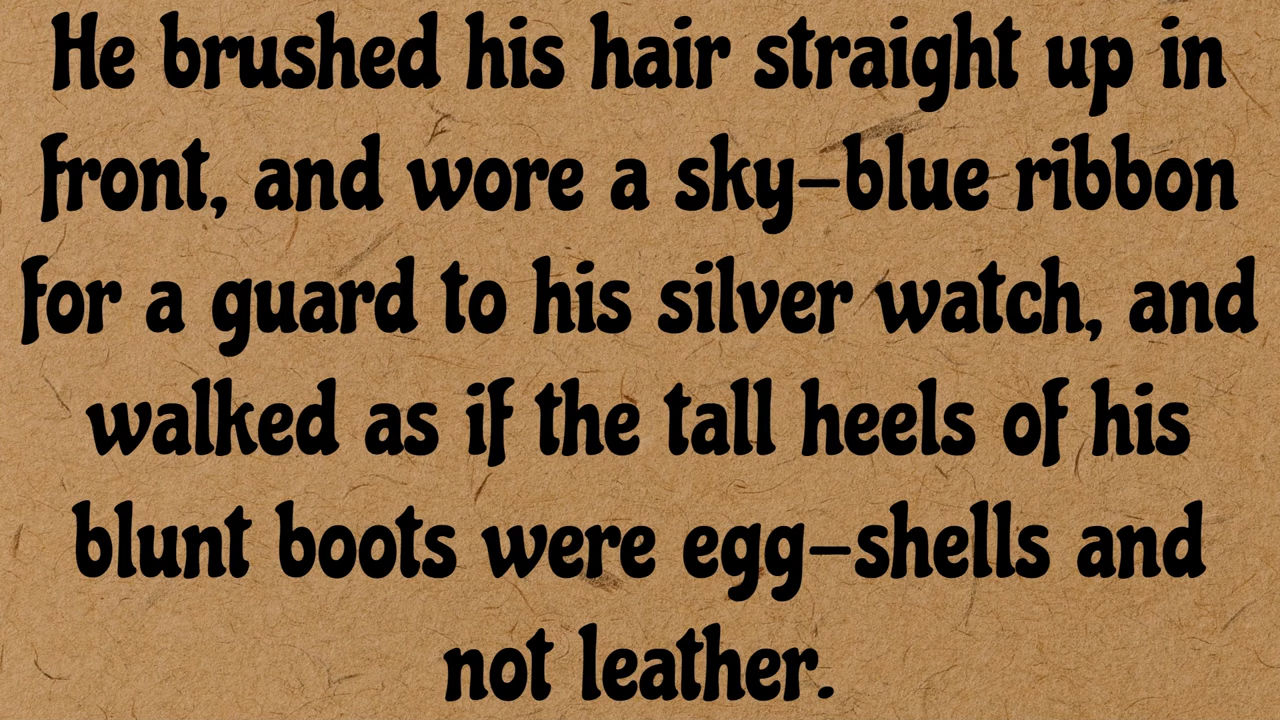 He brushed his hair straight up in
front, and wore a sky-blue ribbon
for a guard to his silver watch, and
walked as if the tall heels of his
blunt boots were egg-shells and
not leather.